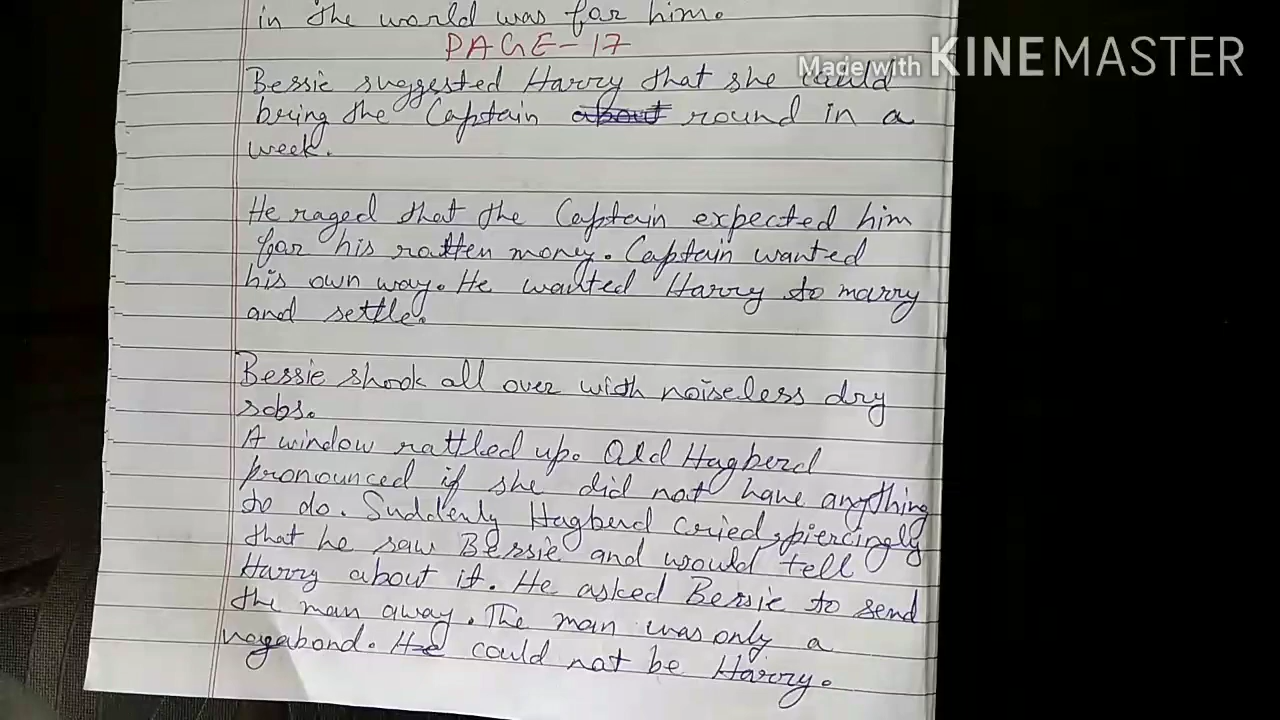 in the world was for him.
PAGE-17
Made with KINEMASTER
Bessie suggested Harry that she could
bring the Captain about round in a
week.
He raged that the Captain expected him
for his rotten money. Captain wanted
his own way. He wanted Harry to marry
and settle.
Bessie shook all over with noiseless dry
sobs.
A window rattled up. Old Hagberd
pronounced if she did not have anything
to do. Suddenly Hagberd cried piercingly
that he saw Bessie and would tell
Harry about it. He asked Bessie to send
the man away. The man was only a
vagabond. He could not be Harry.